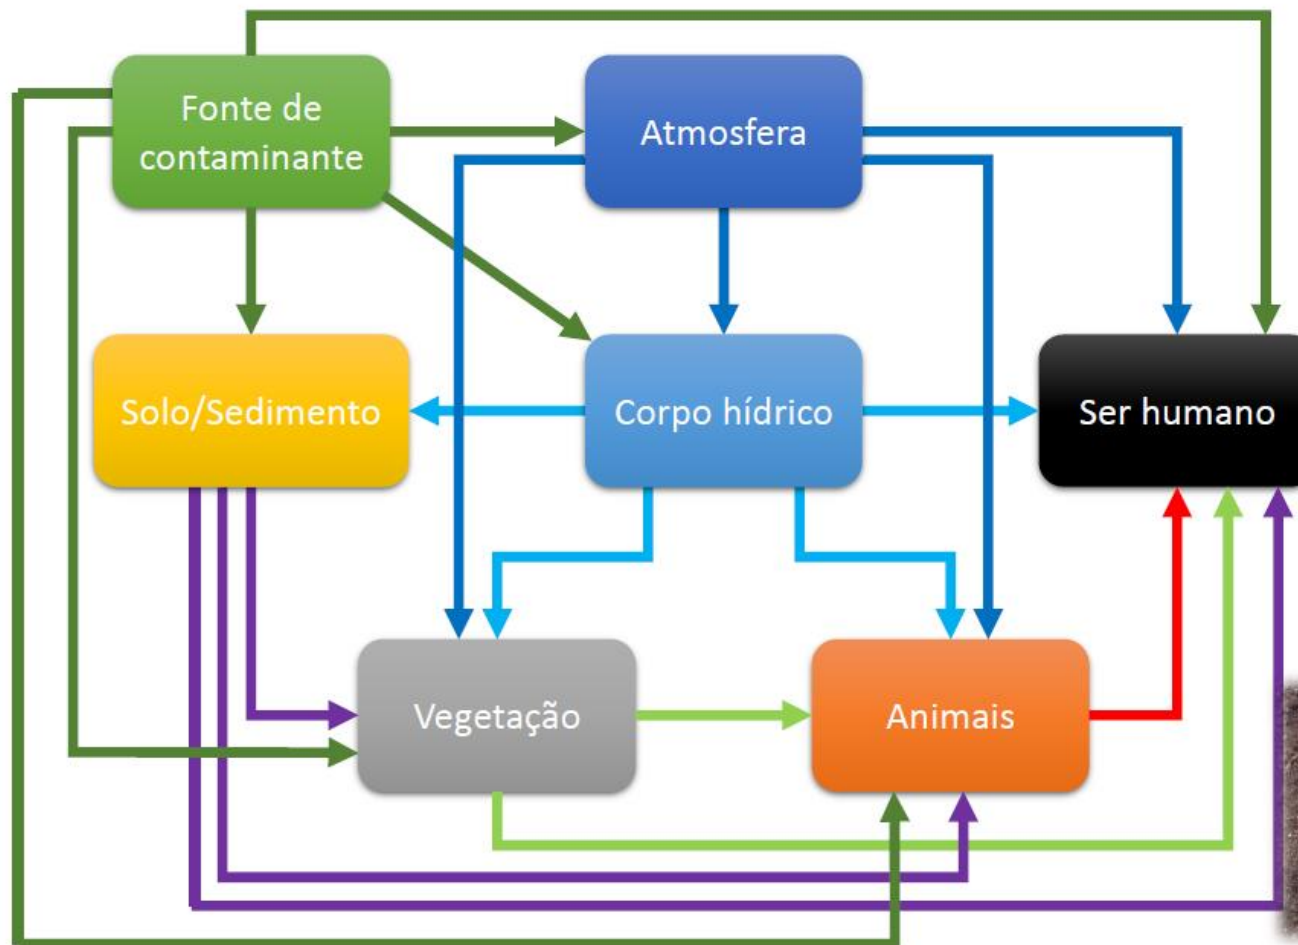 Fonte de
contaminante
Atmosfera
Solo/Sedimento
Corpo hídrico
Ser humano
Vegetação
Animais